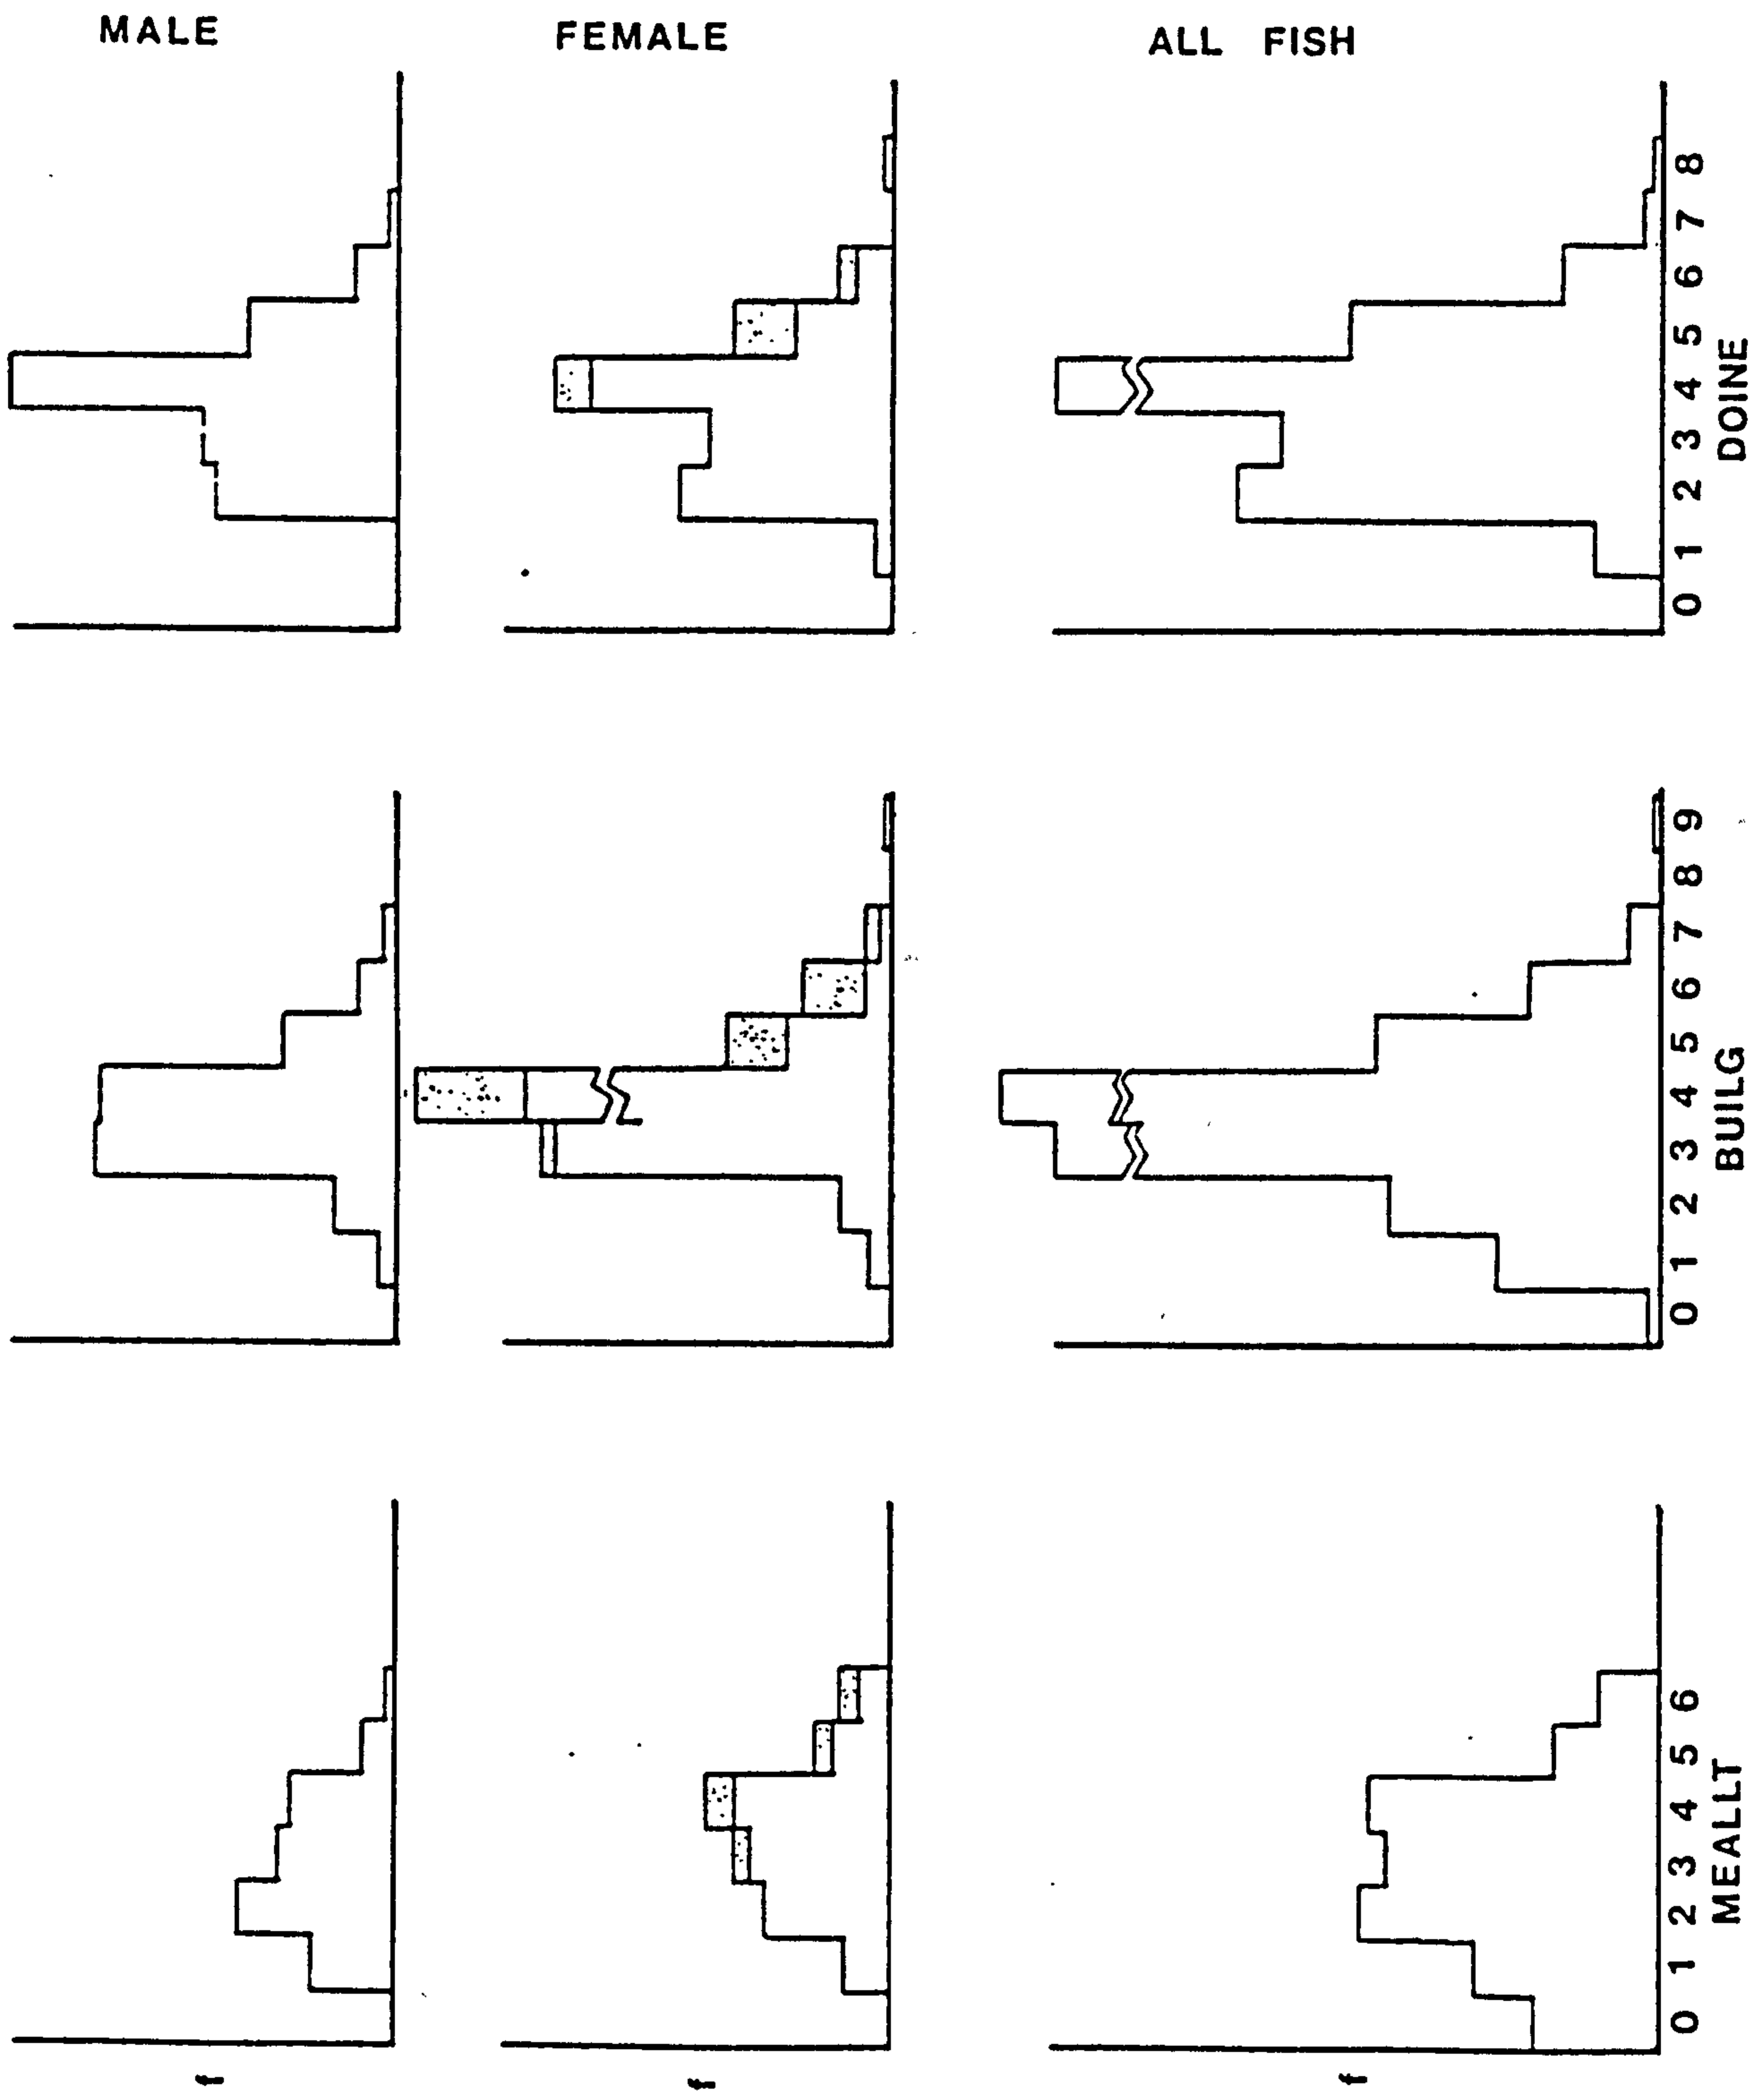 MALE
FEMALE
ALL FISH
f
f
f
0 1 2 3 4 5 6
MEALLT
0 1 2 3 4 5 6 7 8 9
BUILG
0 1 2 3 4 5 6 7 8
DOINE